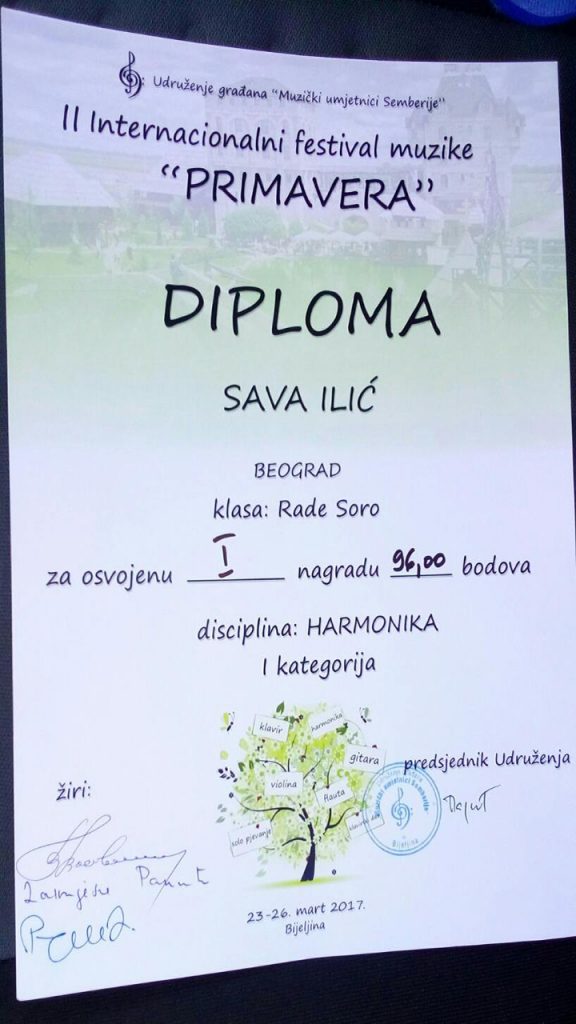 Udruženje građana "Muzički umjetnici Semberije"
II Internacionalni festival muzike
"PRIMAVERA"
DIPLOMA
SAVA ILIĆ
BEOGRAD
klasa: Rade Soro
za osvojenu I nagradu 96,00 bodova
disciplina: HARMONIKA
I kategorija
klavir
harmonika
gitara
violina
flauta
solo pjevanje
predsjednik Udruženja
žiri:
Bijeljina
23-26. mart 2017.
Bijeljina